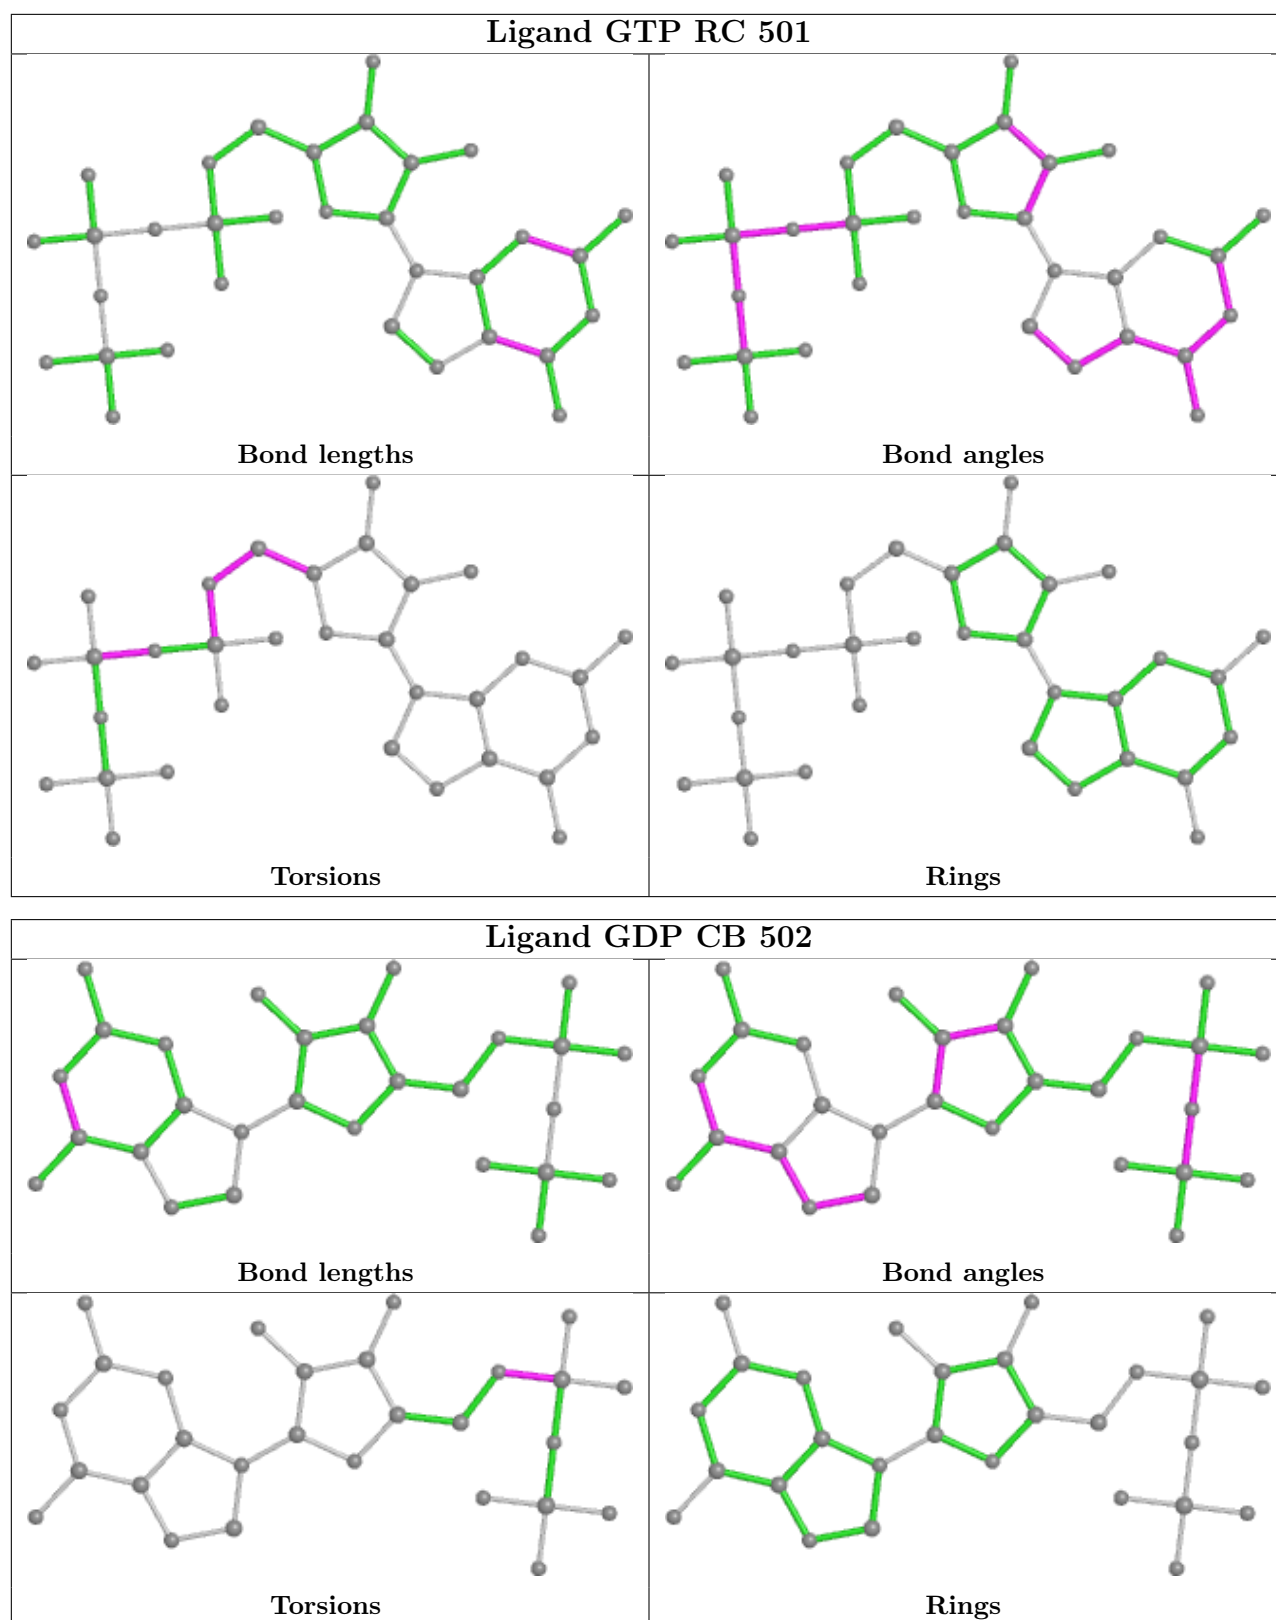 Ligand GTP RC 501
Bond lengths
Bond angles
Torsions
Rings
Ligand GDP CB 502
Bond lengths
Bond angles
Torsions
Rings